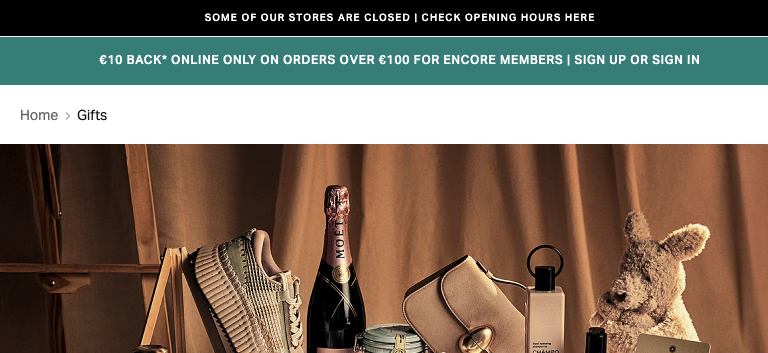 SOME OF OUR STORES ARE CLOSED | CHECK OPENING HOURS HERE
€10 BACK* ONLINE ONLY ON ORDERS OVER €100 FOR ENCORE MEMBERS | SIGN UP OR SIGN IN
Home > Gifts
MOËT